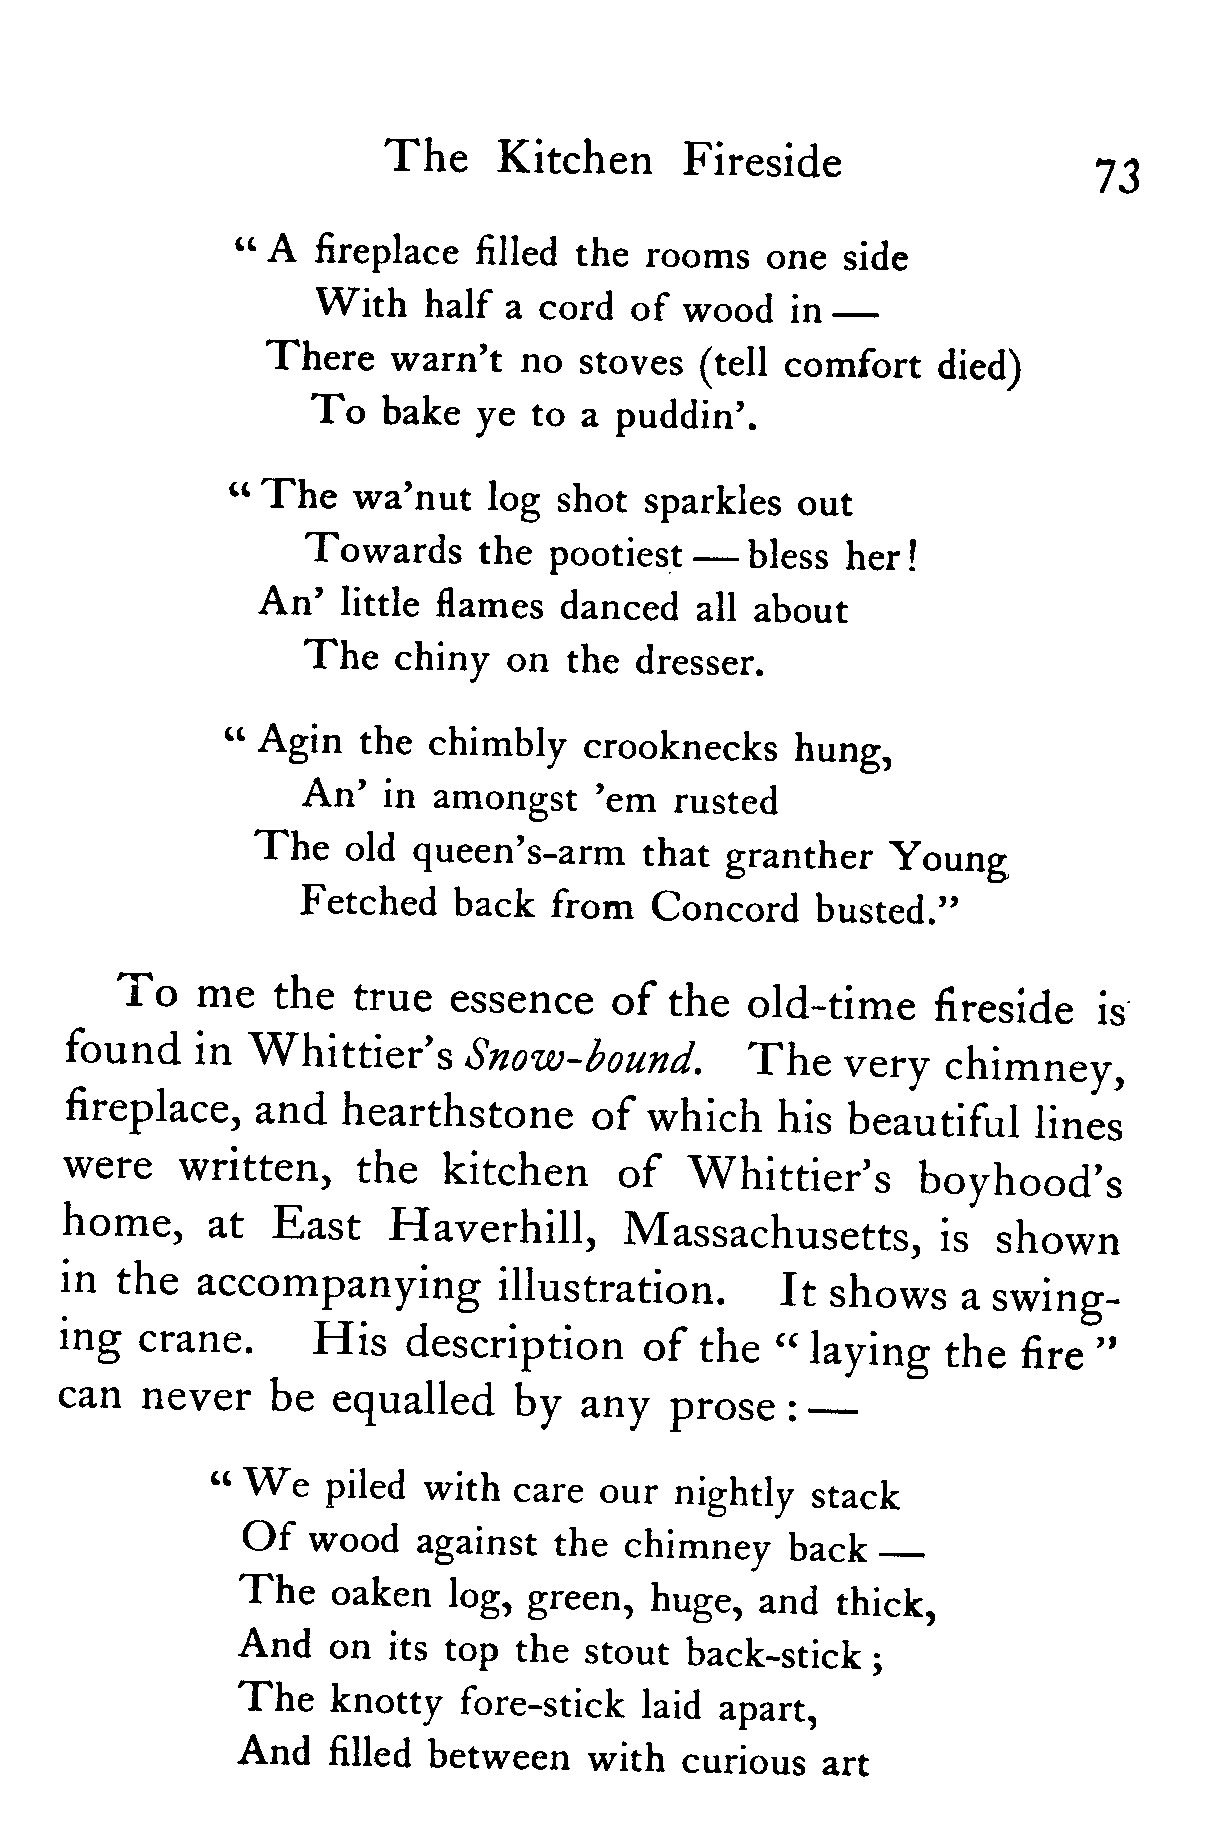 The Kitchen Fireside 73
“ A fireplace filled the rooms one side
With half a cord of wood in —
There warn’t no stoves (tell comfort died)
To bake ye to a puddin’.
“ The wa’nut log shot sparkles out
Towards the pootiest — bless her !
An’ little flames danced all about
The chiny on the dresser.
“ Agin the chimbly crooknecks hung,
An’ in amongst ’em rusted
The old queen’s-arm that granther Young
Fetched back from Concord busted.”
To me the true essence of the old-time fireside is
found in Whittier’s Snow-bound. The very chimney,
fireplace, and hearthstone of which his beautiful lines
were written, the kitchen of Whittier’s boyhood’s
home, at East Haverhill, Massachusetts, is shown
in the accompanying illustration. It shows a swing-
ing crane. His description of the “ laying the fire ”
can never be equalled by any prose : —
“ We piled with care our nightly stack
Of wood against the chimney back —
The oaken log, green, huge, and thick,
And on its top the stout back-stick ;
The knotty fore-stick laid apart,
And filled between with curious art